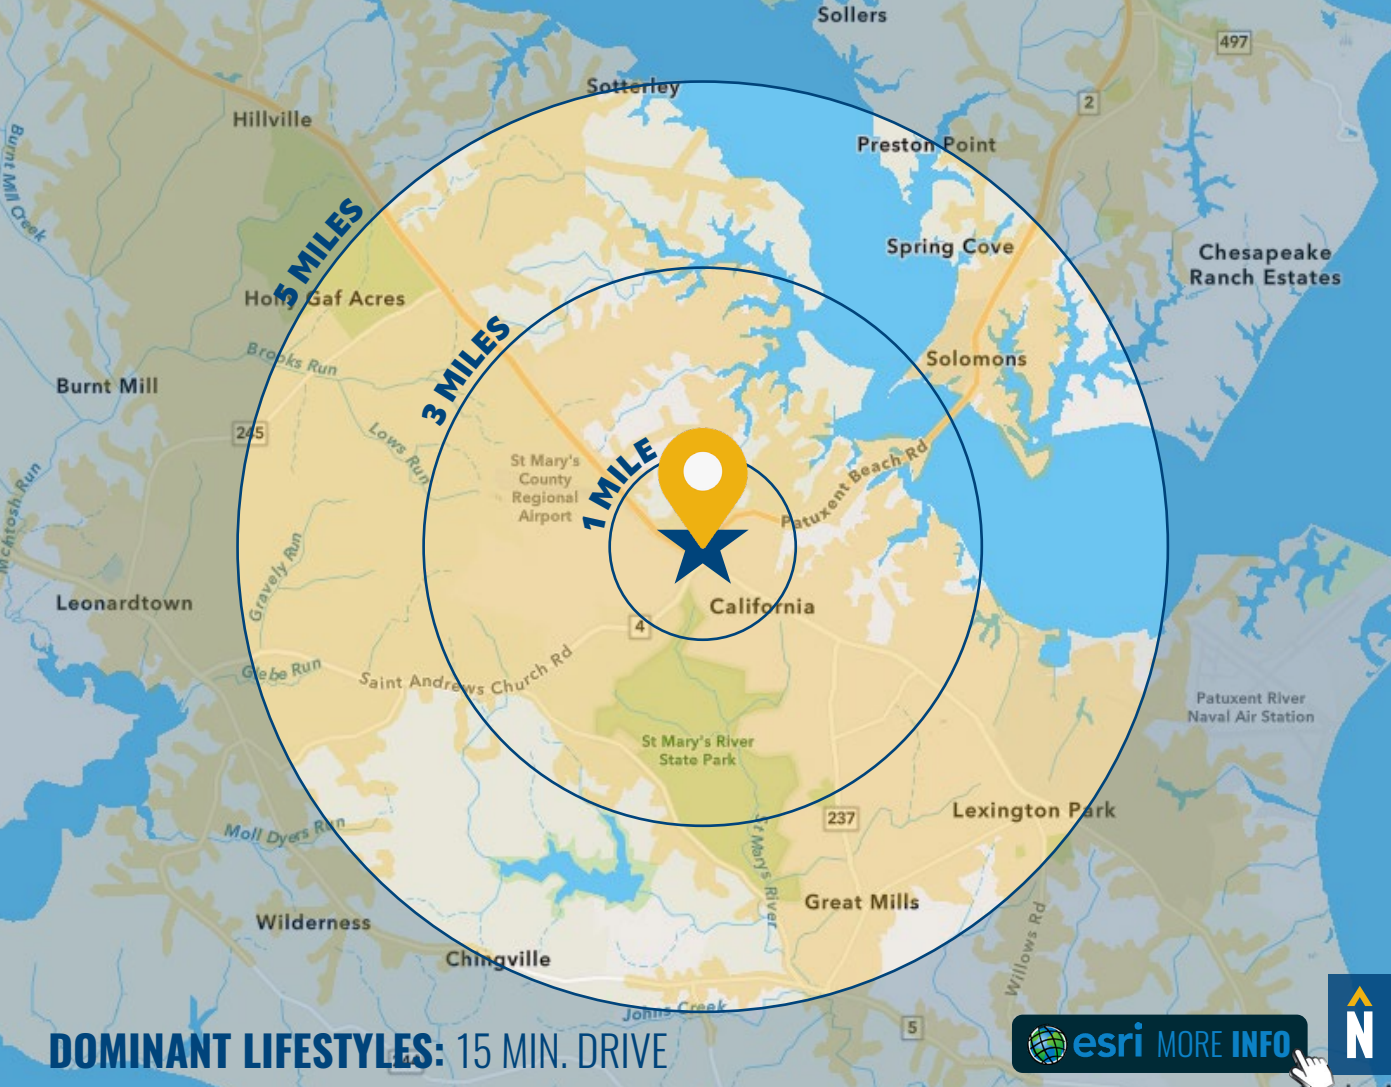 Sollers
497
Sotterley
2
Hillville
Preston Point
Burnt Mill Creek
5 MILES
Spring Cove
Chesapeake
Ranch Estates
Holly Gaf Acres
3 MILES
Brooks Run
Solomons
Burnt Mill
245
Lows Run
1 MILE
St Mary's
County
Regional
Airport
Patuxent Beach Rd
McIntosh Run
Gravely Run
Leonardtown
California
4
Glebe Run
Saint Andrews Church Rd
Patuxent River
Naval Air Station
St Mary's River
State Park
Lexington Park
237
Moll Dyers Run
St Mary's River
Great Mills
Wilderness
Willows Rd
Chingville
Johns Creek
5
DOMINANT LIFESTYLES: 15 MIN. DRIVE
esri MORE INFO
N